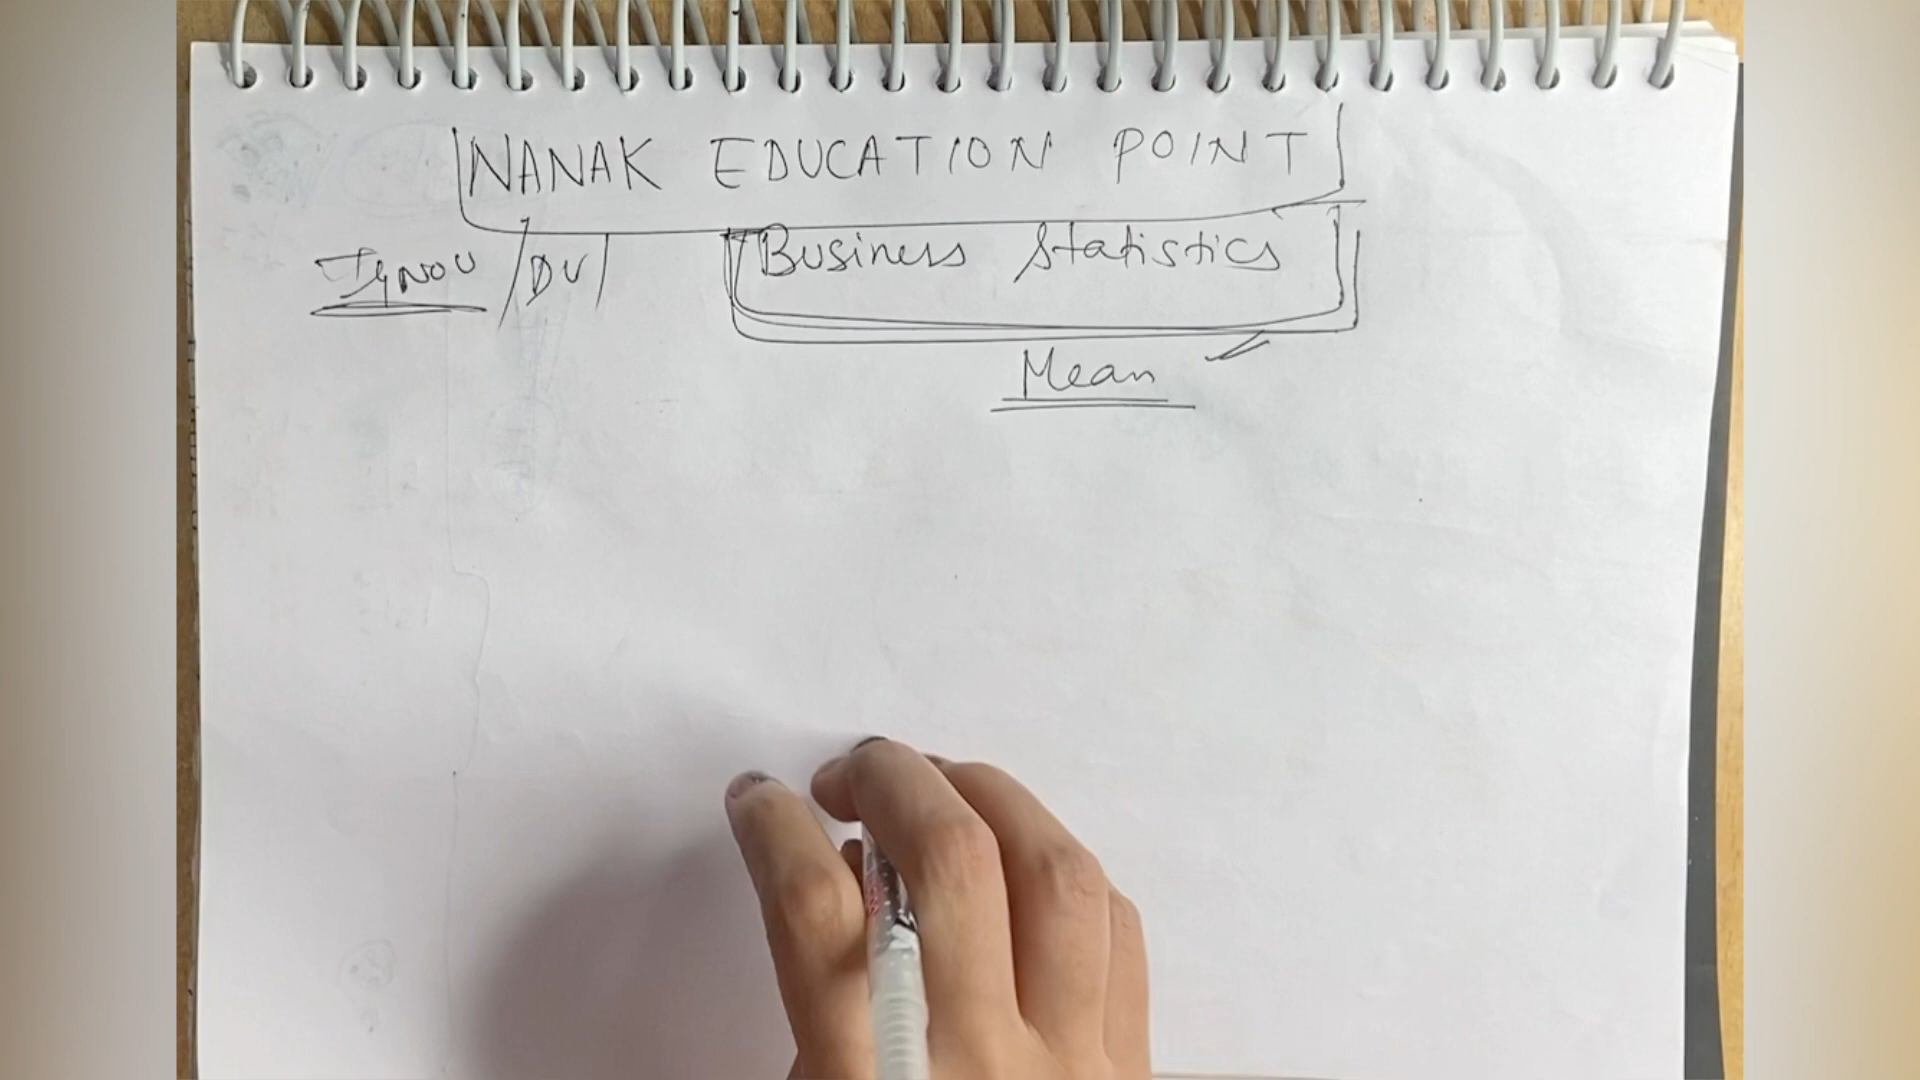 NANAK EDUCATION POINT
IgNOU /DU/ Business Statistics
Mean